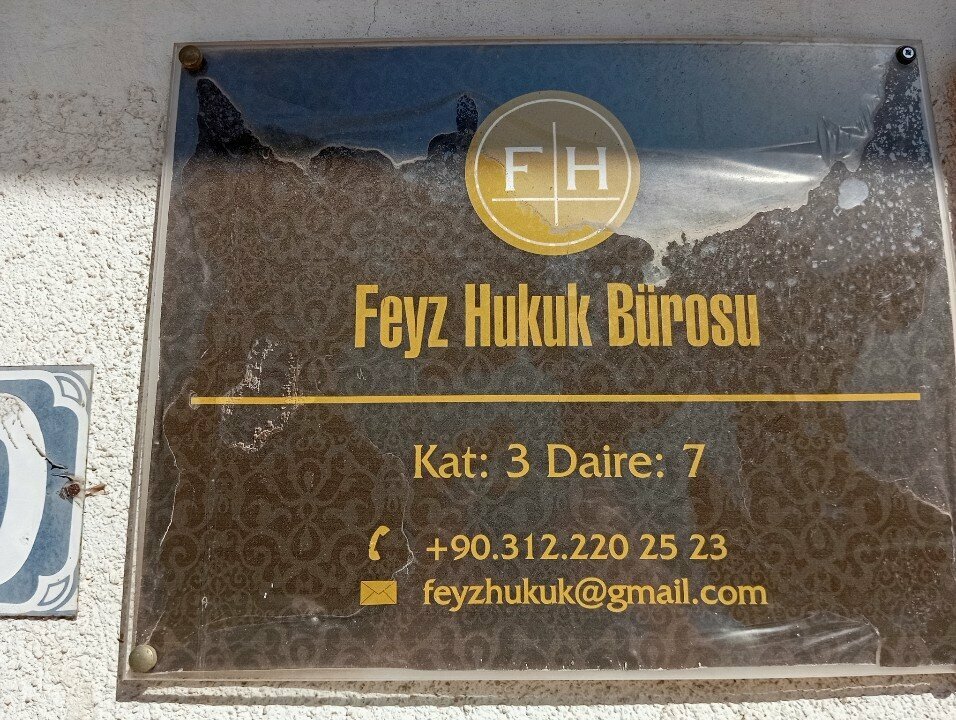 F H
Feyz Hukuk Bürosu
Kat: 3 Daire: 7
+90.312.220 25 23
feyzhukuk@gmail.com